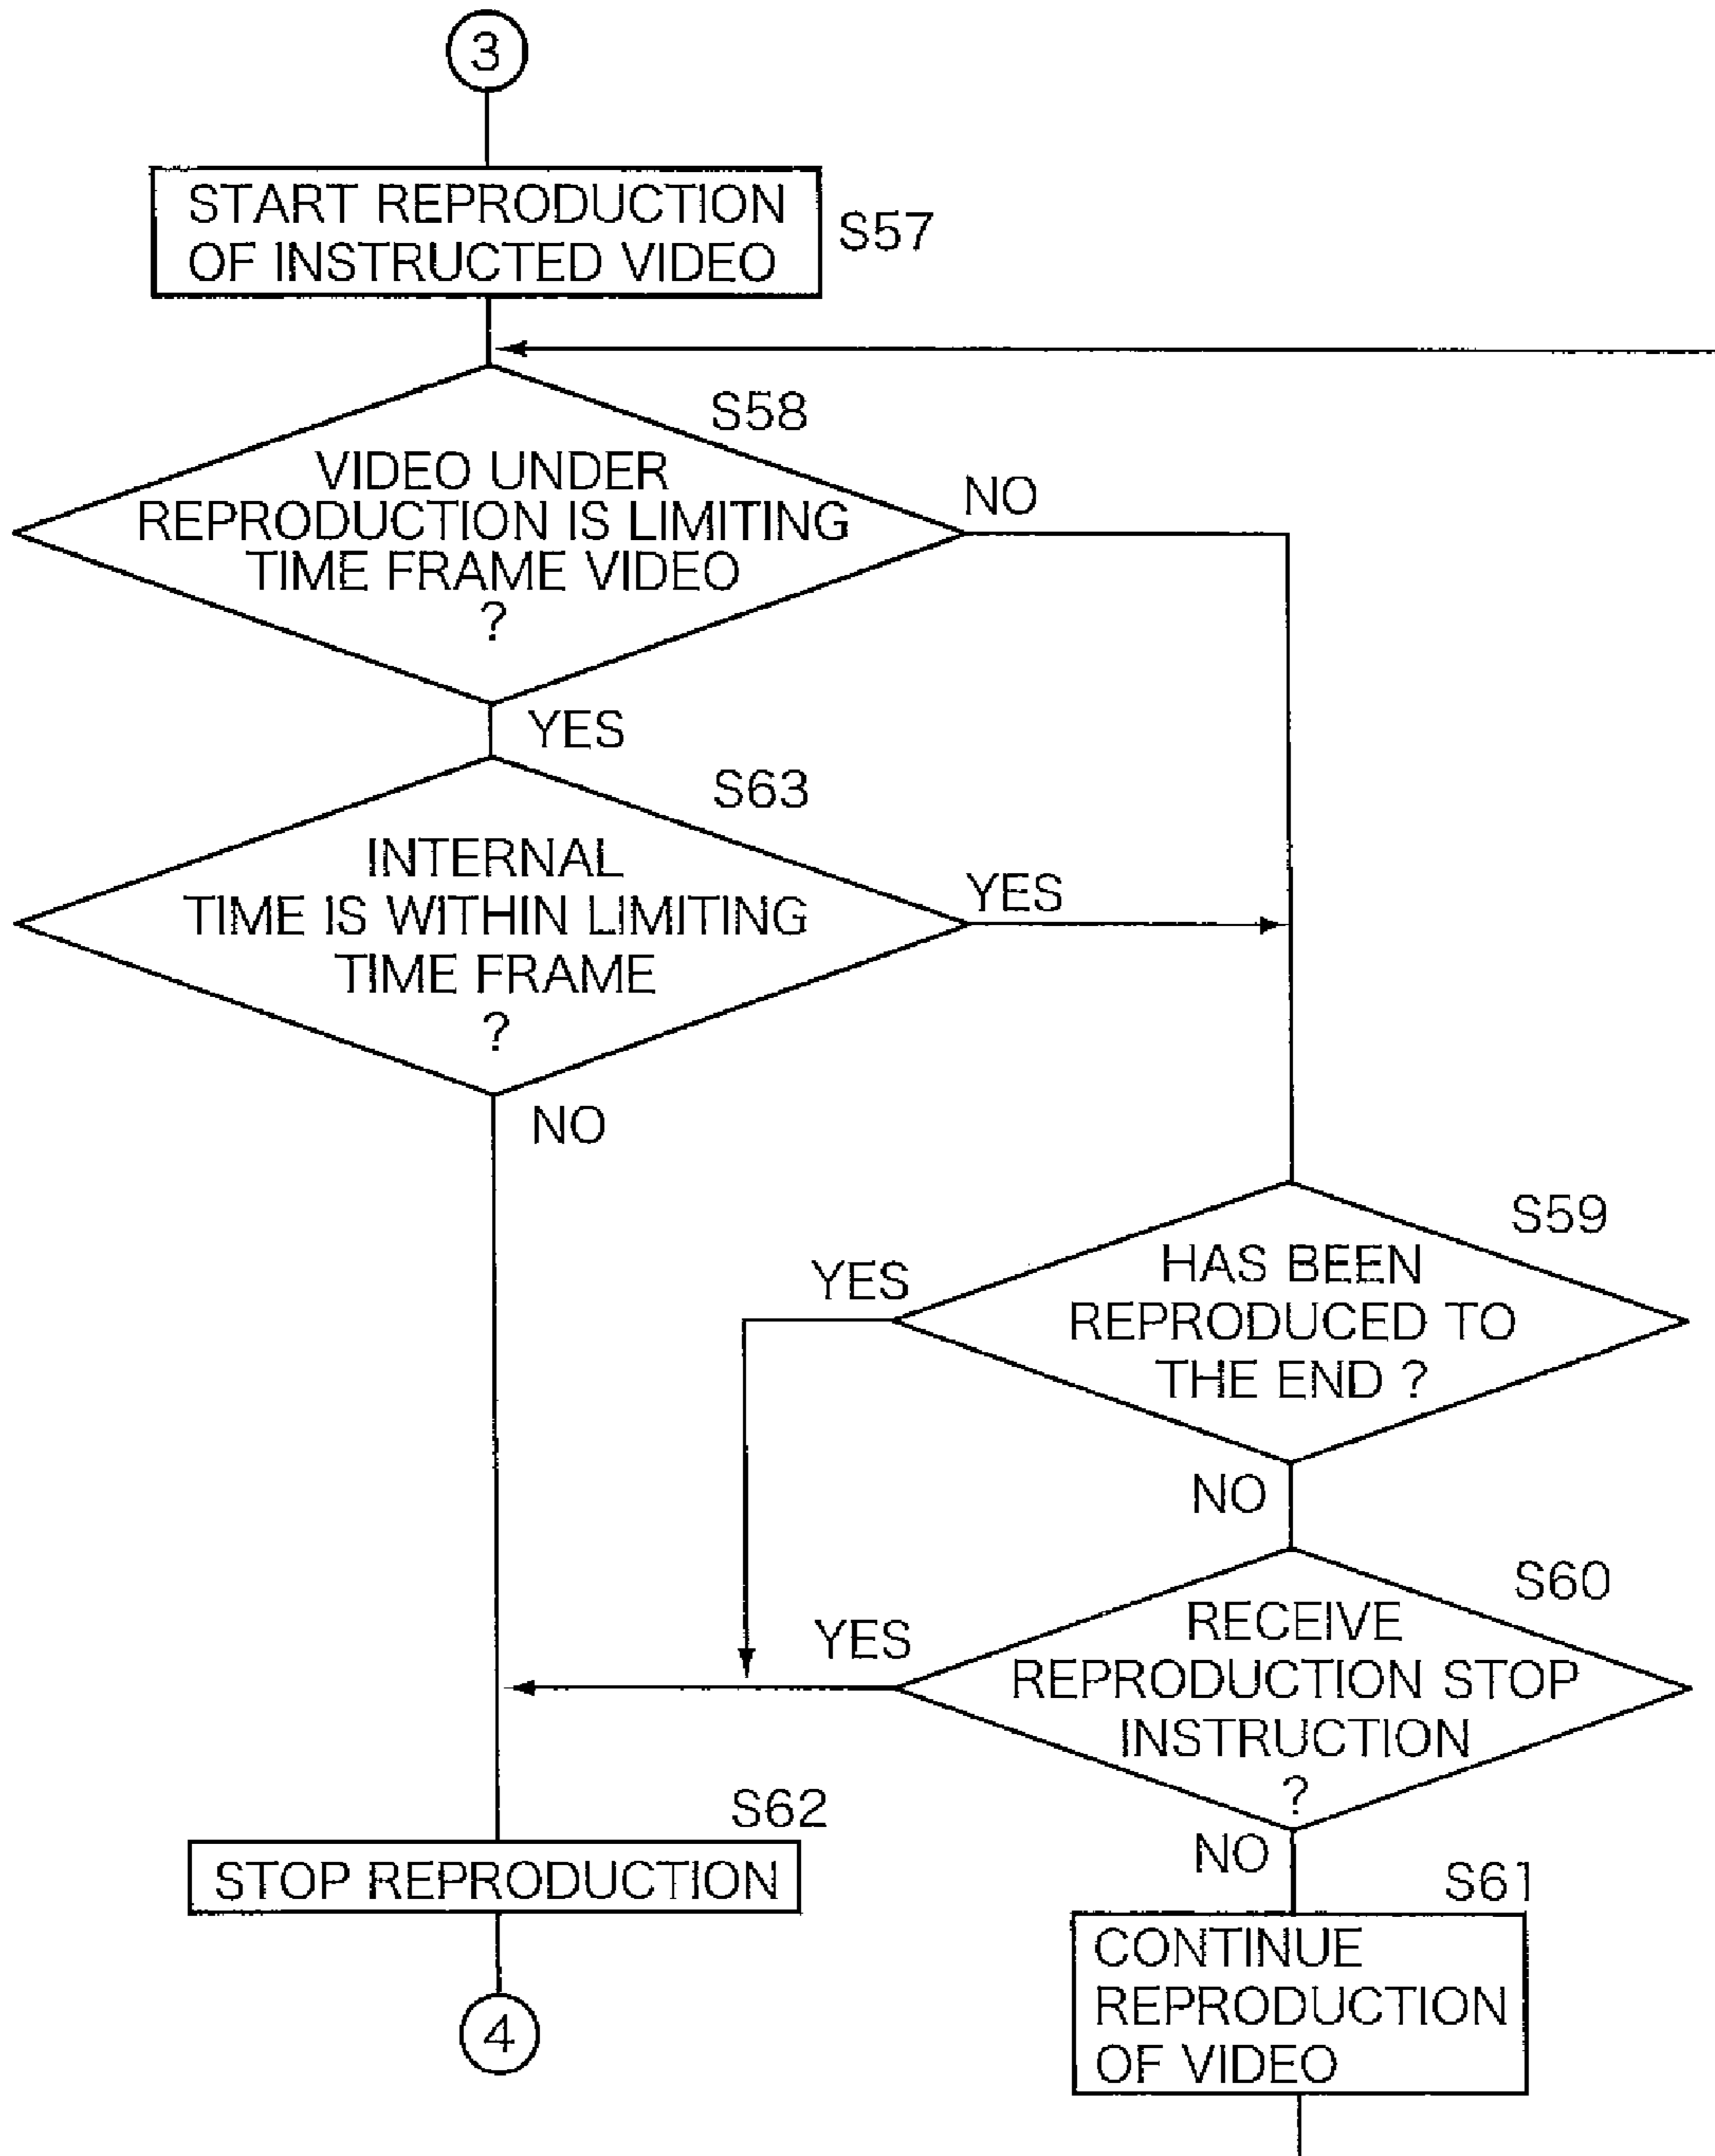 3
START REPRODUCTION
OF INSTRUCTED VIDEO
S57
S58
VIDEO UNDER
REPRODUCTION IS LIMITING
TIME FRAME VIDEO
?
NO
YES
S63
INTERNAL
TIME IS WITHIN LIMITING
TIME FRAME
?
YES
NO
S59
HAS BEEN
REPRODUCED TO
THE END ?
YES
NO
S60
RECEIVE
REPRODUCTION STOP
INSTRUCTION
?
YES
NO
S62
STOP REPRODUCTION
S61
CONTINUE
REPRODUCTION
OF VIDEO
4